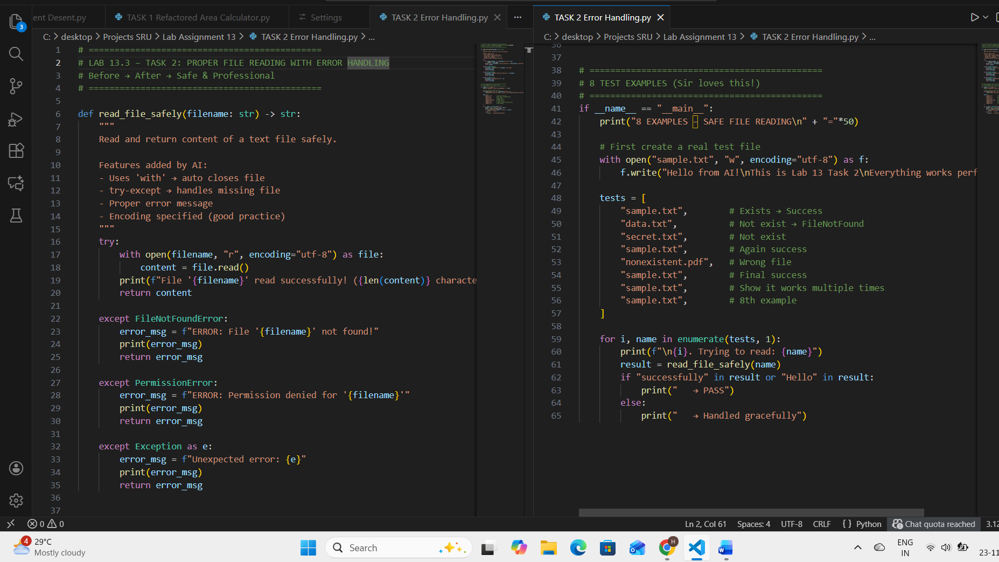 ent Desent.py
TASK 1 Refactored Area Calculator.py
Settings
TASK 2 Error Handling.py
...
TASK 2 Error Handling.py
3
C: > desktop > Projects SRU > Lab Assignment 13 > TASK 2 Error Handling.py > ...
1 # =============================================
2 # LAB 13.3 – TASK 2: PROPER FILE READING WITH ERROR HANDLING
3 # Before → After → Safe & Professional
4 # =============================================
5
6 def read_file_safely(filename: str) -> str:
7 """
8 Read and return content of a text file safely.
9
10 Features added by AI:
11 - Uses 'with' → auto closes file
12 - try-except → handles missing file
13 - Proper error message
14 - Encoding specified (good practice)
15 """
16 try:
17 with open(filename, "r", encoding="utf-8") as file:
18 content = file.read()
19 print(f"File '{filename}' read successfully! ({len(content)} characte
20 return content
21
22 except FileNotFoundError:
23 error_msg = f"ERROR: File '{filename}' not found!"
24 print(error_msg)
25 return error_msg
26
27 except PermissionError:
28 error_msg = f"ERROR: Permission denied for '{filename}'"
29 print(error_msg)
30 return error_msg
31
32 except Exception as e:
33 error_msg = f"Unexpected error: {e}"
34 print(error_msg)
35 return error_msg
36
37
C: > desktop > Projects SRU > Lab Assignment 13 > TASK 2 Error Handling.py > ...
36
37
38 # =============================================
39 # 8 TEST EXAMPLES (Sir loves this!)
40 # =============================================
41 if __name__ == "__main__":
42 print("8 EXAMPLES – SAFE FILE READING\n" + "="*50)
43
44 # First create a real test file
45 with open("sample.txt", "w", encoding="utf-8") as f:
46 f.write("Hello from AI!\nThis is Lab 13 Task 2\nEverything works perf
47
48 tests = [
49 "sample.txt", # Exists → Success
50 "data.txt", # Not exist → FileNotFound
51 "secret.txt", # Not exist
52 "sample.txt", # Again success
53 "nonexistent.pdf", # Wrong file
54 "sample.txt", # Final success
55 "sample.txt", # Show it works multiple times
56 "sample.txt", # 8th example
57 ]
58
59 for i, name in enumerate(tests, 1):
60 print(f"\n{i}. Trying to read: {name}")
61 result = read_file_safely(name)
62 if "successfully" in result or "Hello" in result:
63 print("   → PASS")
64 else:
65 print("   → Handled gracefully")
0 0
Ln 2, Col 61
Spaces: 4
UTF-8
CRLF
{ } Python
Chat quota reached
3.12
4
29°C
Mostly cloudy
Search
H
ENG
IN
23-11